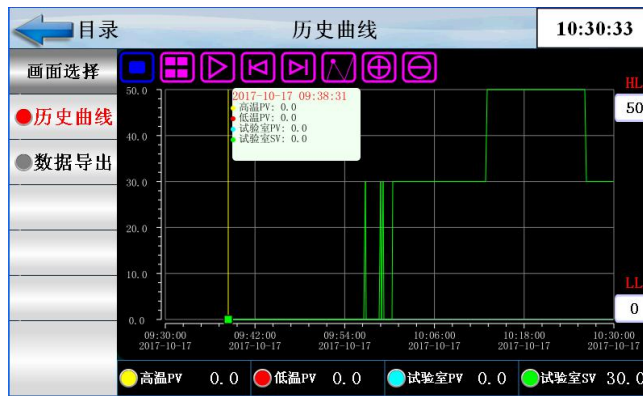 目录
历史曲线
10:30:33
画面选择
历史曲线
数据导出
HL
50
LL
0
2017-10-17 09:38:31
高温PV: 0.0
低温PV: 0.0
试验室PV: 0.0
试验室SV: 0.0
50.0
40.0
30.0
20.0
10.0
0.0
09:30:00 09:42:00 09:54:00 10:06:00 10:18:00 10:30:00
2017-10-17 2017-10-17 2017-10-17 2017-10-17 2017-10-17 2017-10-17
高温PV 0.0 低温PV 0.0 试验室PV 0.0 试验室SV 30.0